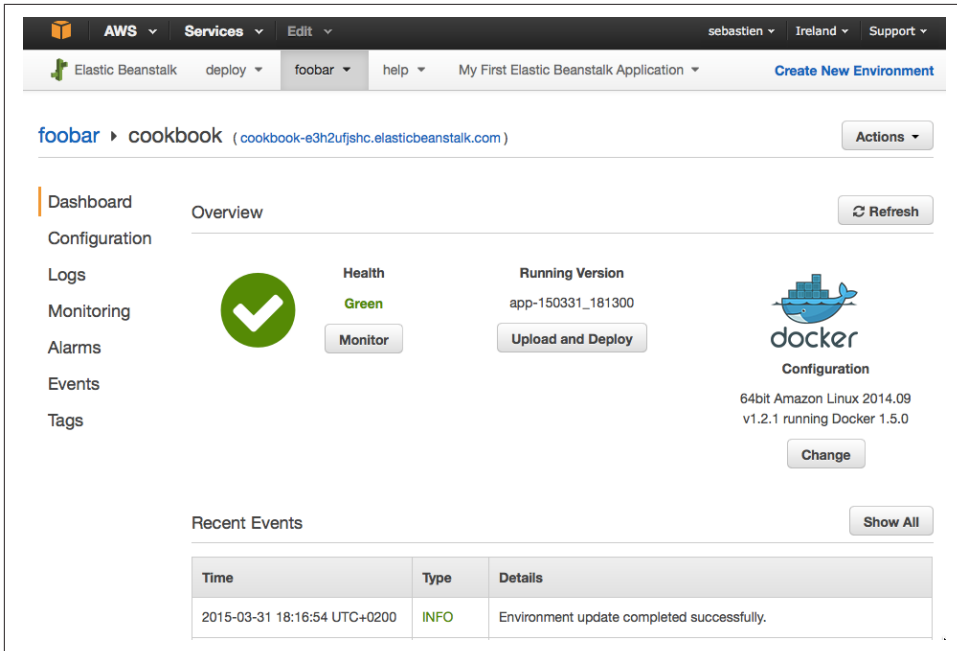 AWS Services Edit sebastien Ireland Support
Elastic Beanstalk deploy foobar help My First Elastic Beanstalk Application Create New Environment
foobar cookbook ( cookbook-e3h2ufjshc.elasticbeanstalk.com ) Actions
Dashboard
Configuration
Logs
Monitoring
Alarms
Events
Tags
Overview Refresh
Health
Green
Monitor
Running Version
app-150331_181300
Upload and Deploy
docker
Configuration
64bit Amazon Linux 2014.09
v1.2.1 running Docker 1.5.0
Change
Recent Events Show All
Time Type Details
2015-03-31 18:16:54 UTC+0200 INFO Environment update completed successfully.